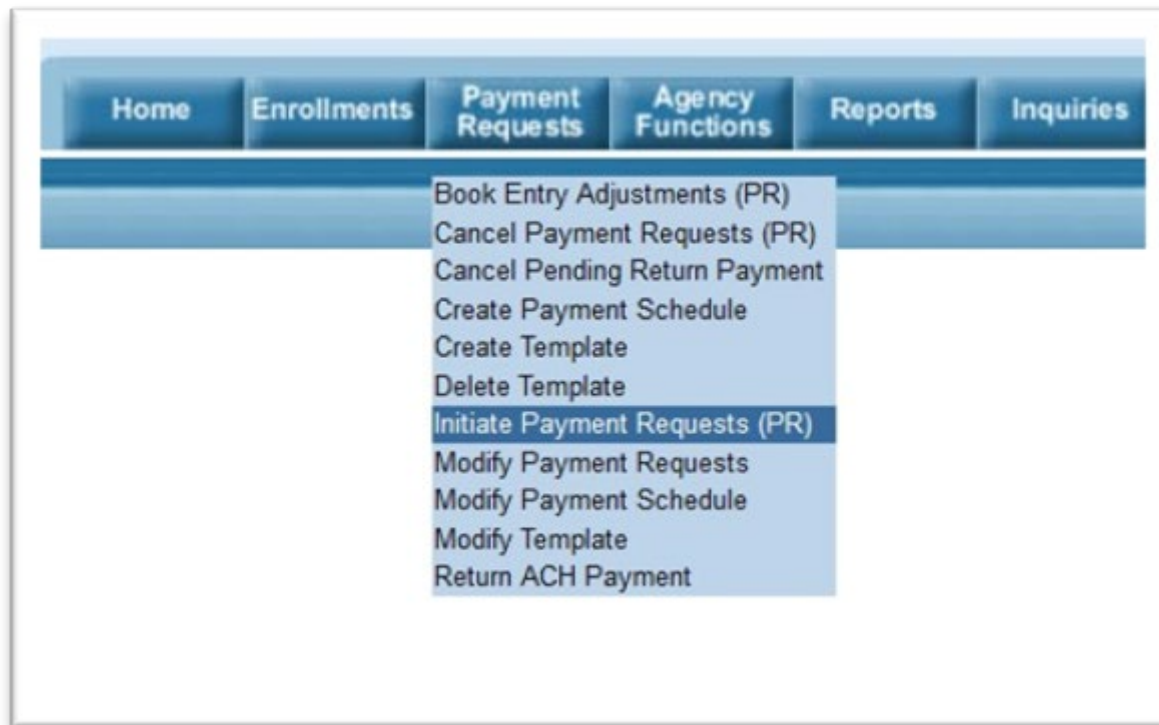 Home Enrollments Payment Requests Agency Functions Reports Inquiries
Book Entry Adjustments (PR)
Cancel Payment Requests (PR)
Cancel Pending Return Payment
Create Payment Schedule
Create Template
Delete Template
Initiate Payment Requests (PR)
Modify Payment Requests
Modify Payment Schedule
Modify Template
Return ACH Payment